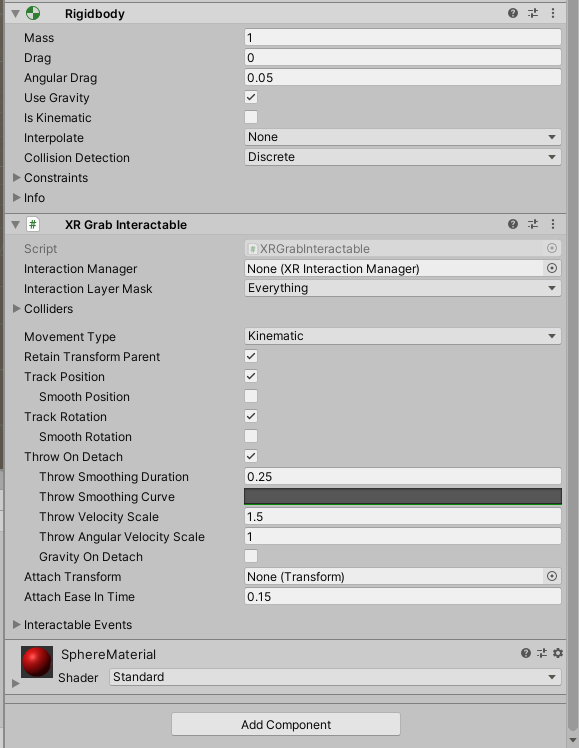 Rigidbody
Mass 1
Drag 0
Angular Drag 0.05
Use Gravity
Is Kinematic
Interpolate None
Collision Detection Discrete
Constraints
Info
# XR Grab Interactable
Script # XRGrabInteractable
Interaction Manager None (XR Interaction Manager)
Interaction Layer Mask Everything
Colliders
Movement Type Kinematic
Retain Transform Parent
Track Position
Smooth Position
Track Rotation
Smooth Rotation
Throw On Detach
Throw Smoothing Duration 0.25
Throw Smoothing Curve
Throw Velocity Scale 1.5
Throw Angular Velocity Scale 1
Gravity On Detach
Attach Transform None (Transform)
Attach Ease In Time 0.15
Interactable Events
SphereMaterial
Shader Standard
Add Component